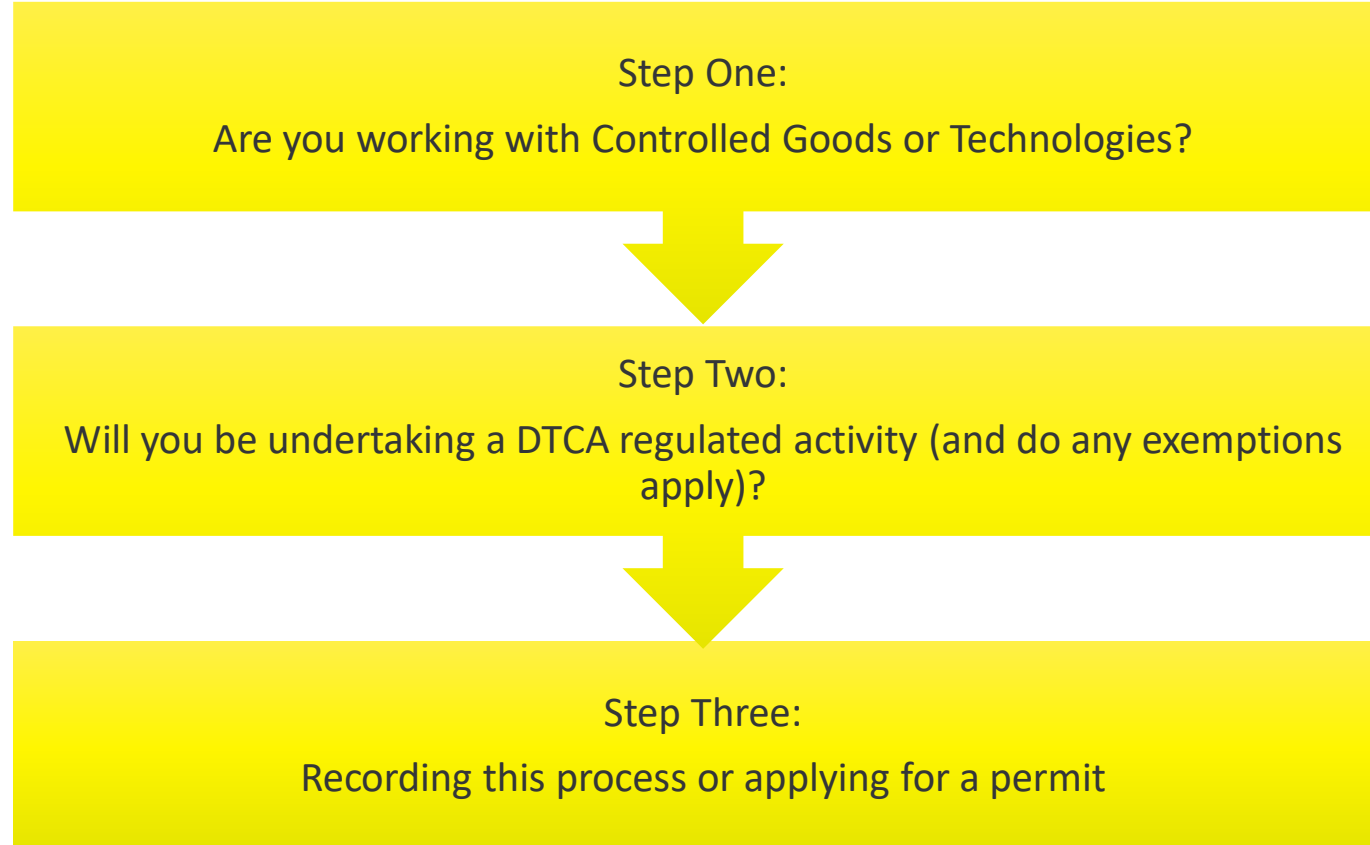 Step One:
Are you working with Controlled Goods or Technologies?
Step Two:
Will you be undertaking a DTCA regulated activity (and do any exemptions
apply)?
Step Three:
Recording this process or applying for a permit